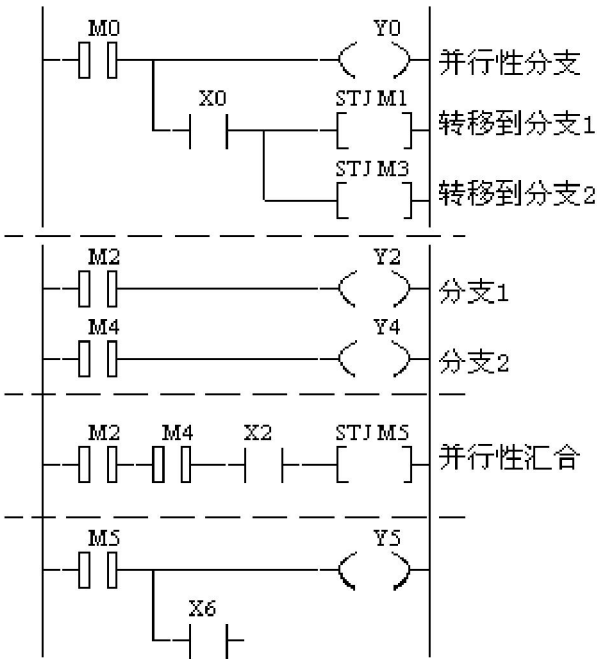 M0 Y0 并行性分支
X0 STJ M1 转移到分支1
STJ M3 转移到分支2
M2 Y2 分支1
M4 Y4 分支2
M2 M4 X2 STJ M5 并行性汇合
M5 Y5
X6